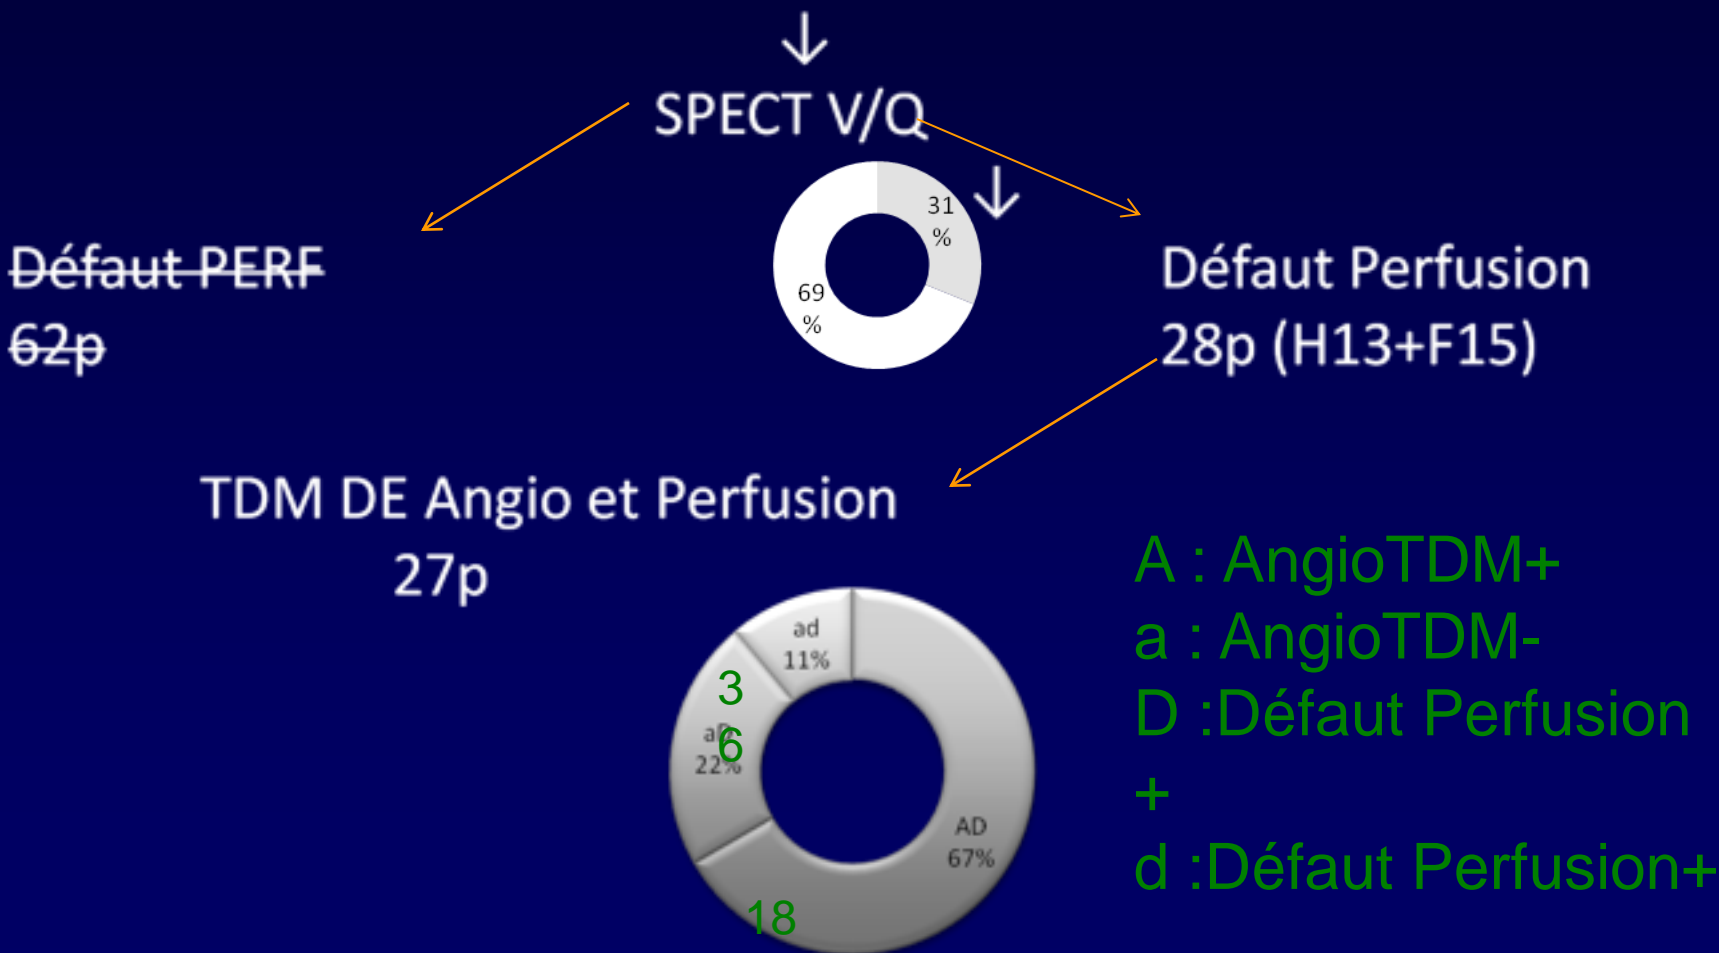 ↓
SPECT V/Q
↓
31
%
69
%
Défaut PERF
62p
Défaut Perfusion
28p (H13+F15)
TDM DE Angio et Perfusion
27p
ad
11%
3
aD
22%
6
AD
67%
18
A : AngioTDM+
a : AngioTDM-
D :Défaut Perfusion
+
d :Défaut Perfusion+